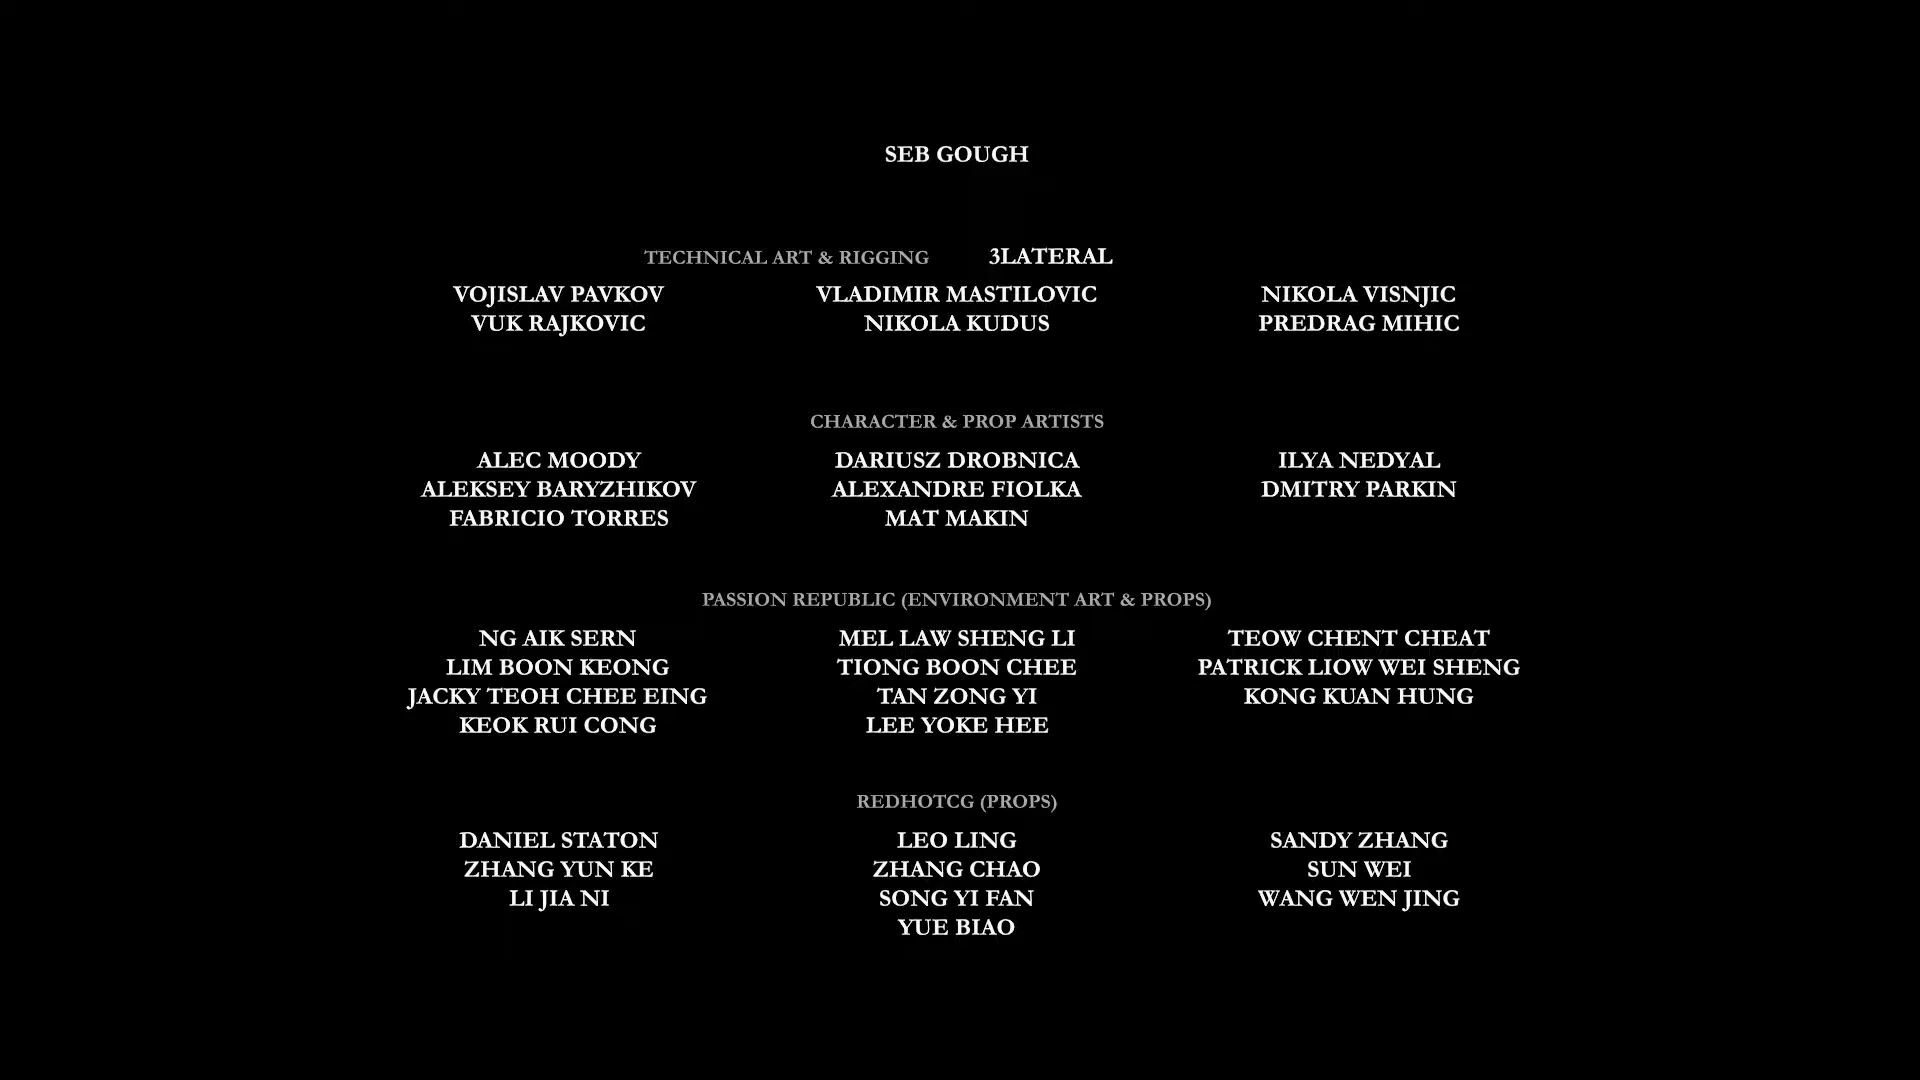 SEB GOUGH
TECHNICAL ART & RIGGING 3LATERAL
VOJISLAV PAVKOV VLADIMIR MASTILOVIC NIKOLA VISNJIC
VUK RAJKOVIC NIKOLA KUDUS PREDRAG MIHIC
CHARACTER & PROP ARTISTS
ALEC MOODY DARIUSZ DROBNICA ILYA NEDYAL
ALEKSEY BARYZHIKOV ALEXANDRE FIOLKA DMITRY PARKIN
FABRICIO TORRES MAT MAKIN
PASSION REPUBLIC (ENVIRONMENT ART & PROPS)
NG AIK SERN MEL LAW SHENG LI TEOW CHENT CHEAT
LIM BOON KEONG TIONG BOON CHEE PATRICK LIOW WEI SHENG
JACKY TEOH CHEE EING TAN ZONG YI KONG KUAN HUNG
KEOK RUI CONG LEE YOKE HEE
REDHOTCG (PROPS)
DANIEL STATON LEO LING SANDY ZHANG
ZHANG YUN KE ZHANG CHAO SUN WEI
LI JIA NI SONG YI FAN WANG WEN JING
YUE BIAO